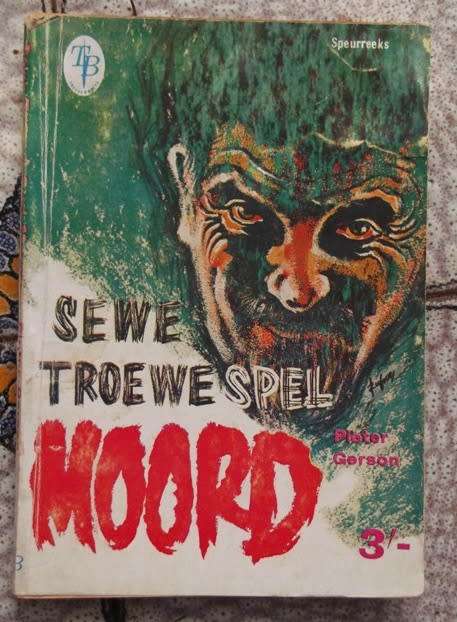 TB
Speurreeks
SEWE
TROEWE SPEL
MOORD
Pieter
Gerson
3/-